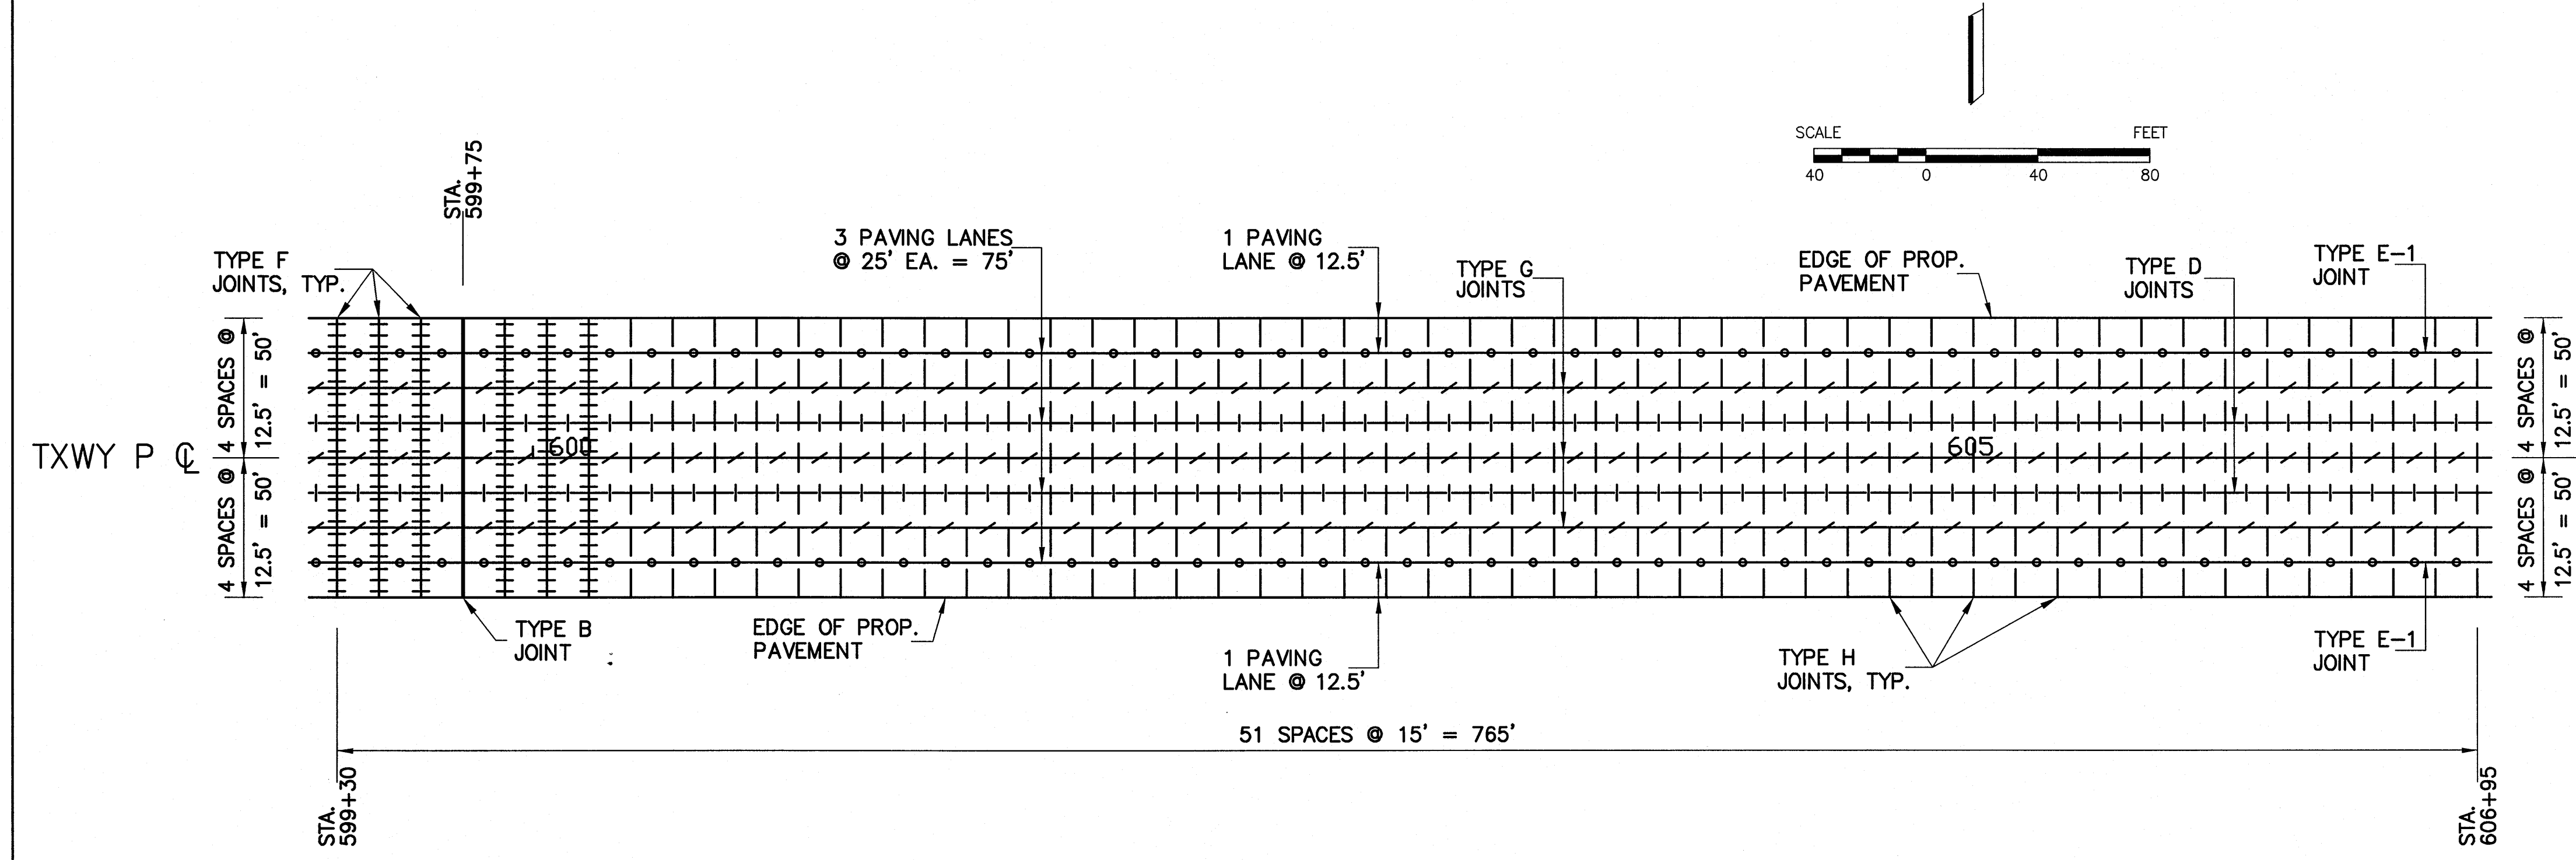 SCALE FEET
40 0 40 80
STA.
599+75
TYPE F
JOINTS, TYP.
3 PAVING LANES
@ 25' EA. = 75'
1 PAVING
LANE @ 12.5'
TYPE G
JOINTS
EDGE OF PROP.
PAVEMENT
TYPE D
JOINTS
TYPE E-1
JOINT
4 SPACES @
12.5' = 50'
4 SPACES @
12.5' = 50'
TXWY P ℄
600
605
4 SPACES @
12.5' = 50'
4 SPACES @
12.5' = 50'
TYPE B
JOINT
EDGE OF PROP.
PAVEMENT
1 PAVING
LANE @ 12.5'
TYPE H
JOINTS, TYP.
TYPE E-1
JOINT
51 SPACES @ 15' = 765'
STA.
599+30
STA.
606+95